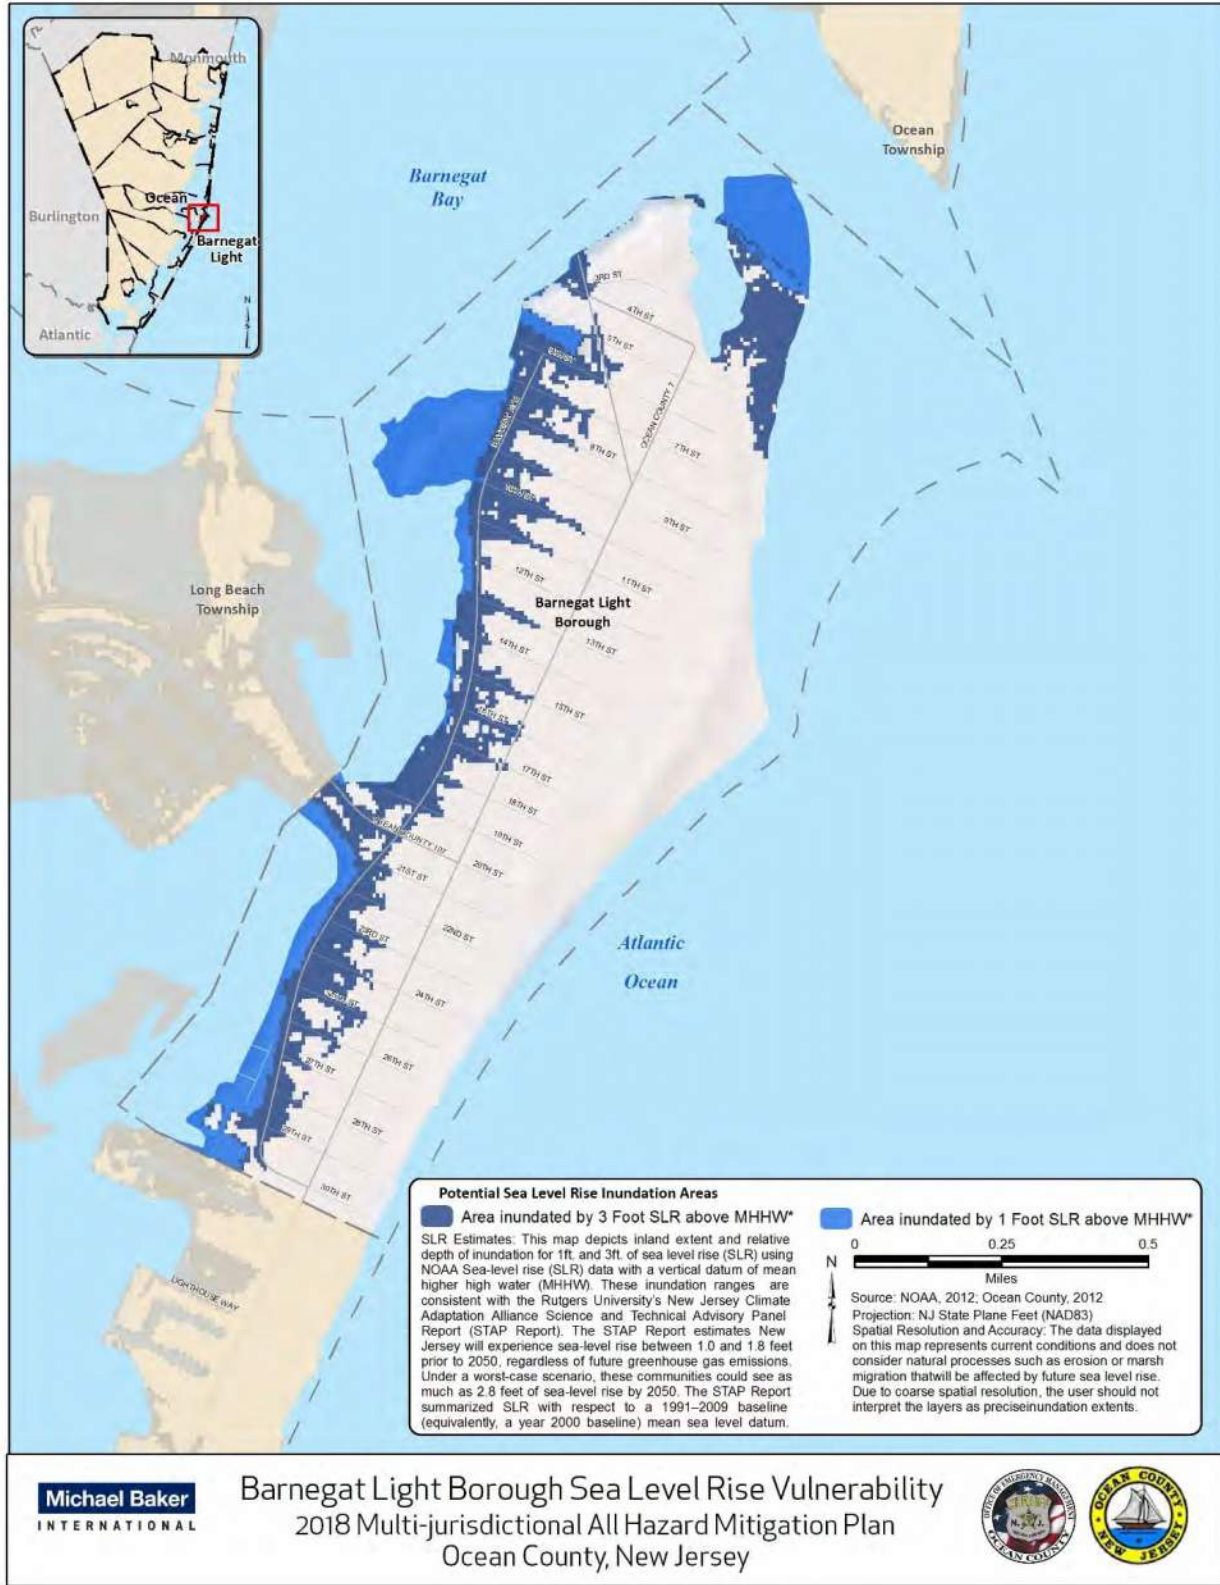 Monmouth
Ocean
Burlington
Barnegat
Light
Atlantic
N
Ocean
Township
Barnegat
Bay
3RD ST
4TH ST
5TH ST
OCEAN COUNTY 7
7TH ST
8TH ST
9TH ST
12TH ST
11TH ST
Long Beach
Township
Barnegat Light
Borough
14TH ST
13TH ST
15TH ST
17TH ST
18TH ST
19TH ST
20TH ST
21ST ST
22ND ST
23RD ST
Atlantic
Ocean
24TH ST
26TH ST
27TH ST
28TH ST
29TH ST
30TH ST
LIGHTHOUSE WAY
Potential Sea Level Rise Inundation Areas
Area inundated by 3 Foot SLR above MHHW*
SLR Estimates: This map depicts inland extent and relative
depth of inundation for 1ft. and 3ft. of sea level rise (SLR) using
NOAA Sea-level rise (SLR) data with a vertical datum of mean
higher high water (MHHW). These inundation ranges are
consistent with the Rutgers University's New Jersey Climate
Adaptation Alliance Science and Technical Advisory Panel
Report (STAP Report). The STAP Report estimates New
Jersey will experience sea-level rise between 1.0 and 1.8 feet
prior to 2050, regardless of future greenhouse gas emissions.
Under a worst-case scenario, these communities could see as
much as 2.8 feet of sea-level rise by 2050. The STAP Report
summarized SLR with respect to a 1991–2009 baseline
(equivalently, a year 2000 baseline) mean sea level datum.
Area inundated by 1 Foot SLR above MHHW*
0 0.25 0.5
Miles
N
Source: NOAA, 2012; Ocean County, 2012
Projection: NJ State Plane Feet (NAD83)
Spatial Resolution and Accuracy: The data displayed
on this map represents current conditions and does not
consider natural processes such as erosion or marsh
migration thatwill be affected by future sea level rise.
Due to coarse spatial resolution, the user should not
interpret the layers as preciseinundation extents.
Michael Baker
INTERNATIONAL
Barnegat Light Borough Sea Level Rise Vulnerability
2018 Multi-jurisdictional All Hazard Mitigation Plan
Ocean County, New Jersey
OFFICE OF EMERGENCY MANAGEMENT
OCEAN COUNTY
OCEAN COUNTY
NEW JERSEY